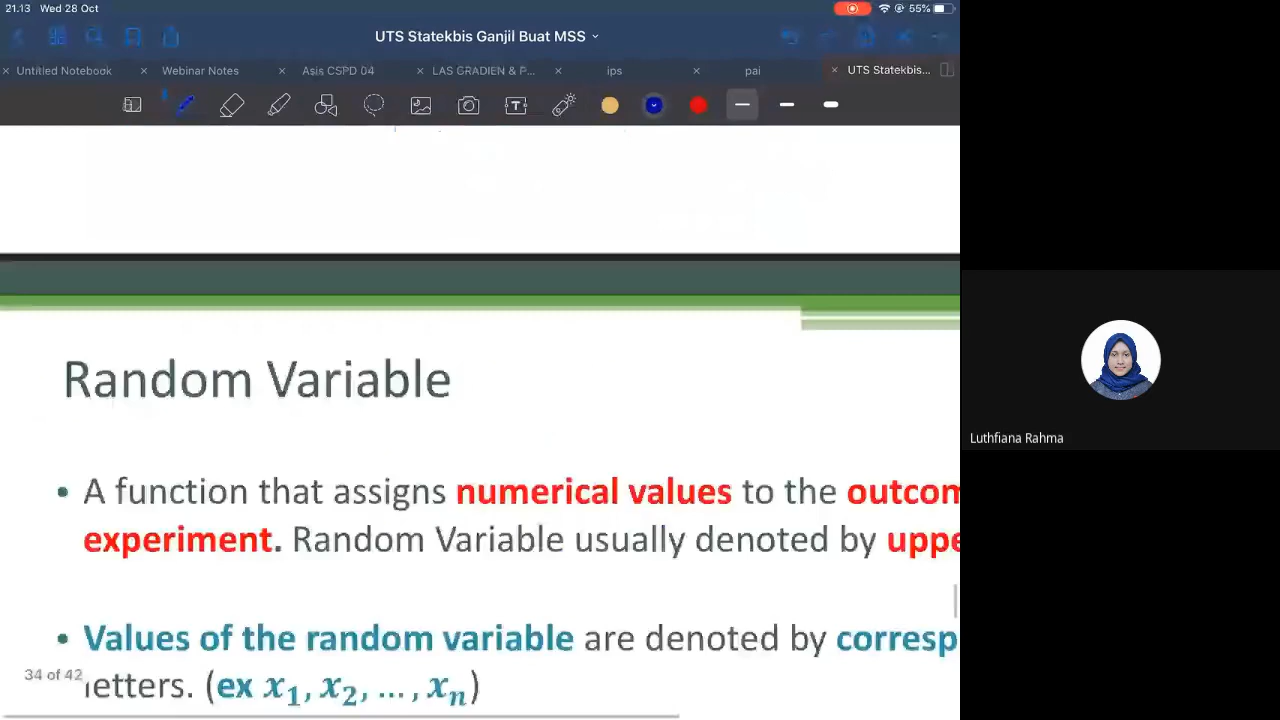 21.13 Wed 28 Oct
55%
UTS Statekbis Ganjil Buat MSS
Untitled Notebook
Webinar Notes
Asis CSPD 04
LAS GRADIEN & P...
ips
pai
UTS Statekbis...
T
Random Variable
• A function that assigns numerical values to the outcom
experiment. Random Variable usually denoted by uppe
• Values of the random variable are denoted by corresp
letters. (ex x₁, x₂, ..., xₙ)
34 of 42
Luthfiana Rahma